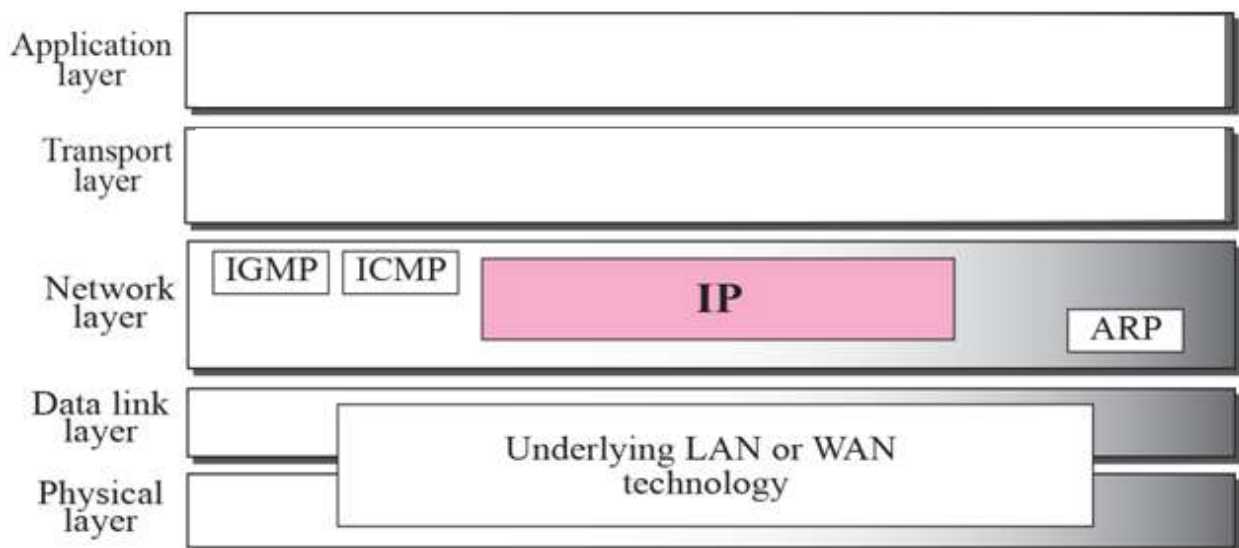 Application
layer
Transport
layer
IGMP
ICMP
IP
Network
layer
ARP
Data link
layer
Underlying LAN or WAN
technology
Physical
layer